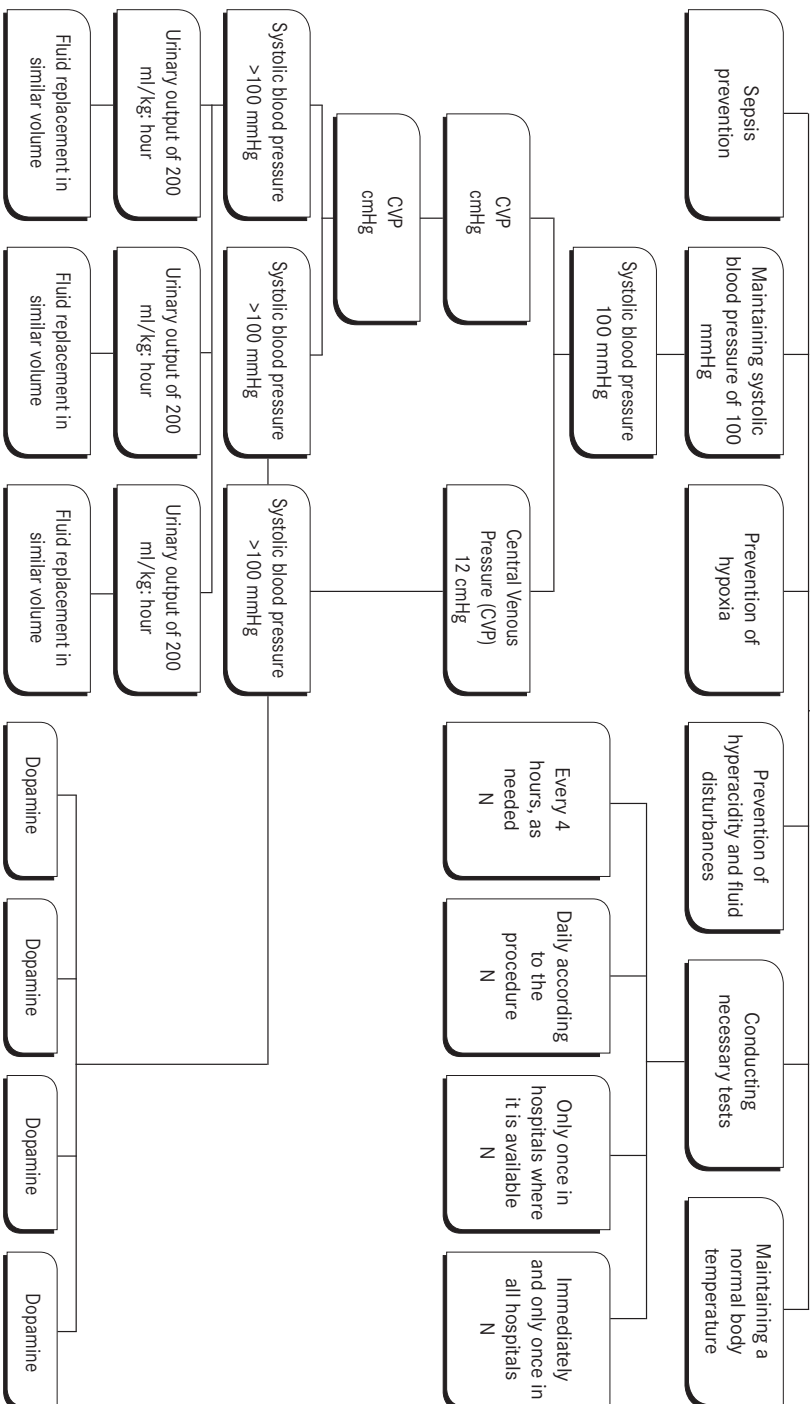 Sepsis
prevention
Maintaining systolic
blood pressure of 100
mmHg
Prevention of
hypoxia
Prevention of
hyperacidity and fluid
disturbances
Conducting
necessary tests
Maintaining a
normal body
temperature
Systolic blood pressure
100 mmHg
CVP
cmHg
Central Venous
Pressure (CVP)
12 cmHg
Every 4
hours, as
needed
N
Daily according
to the
procedure
N
Only once in
hospitals where
it is available
N
Immediately
and only once in
all hospitals
N
CVP
cmHg
Systolic blood pressure
>100 mmHg
Systolic blood pressure
>100 mmHg
Systolic blood pressure
>100 mmHg
Urinary output of 200
ml/kg: hour
Urinary output of 200
ml/kg: hour
Urinary output of 200
ml/kg: hour
Fluid replacement in
similar volume
Fluid replacement in
similar volume
Fluid replacement in
similar volume
Dopamine
Dopamine
Dopamine
Dopamine